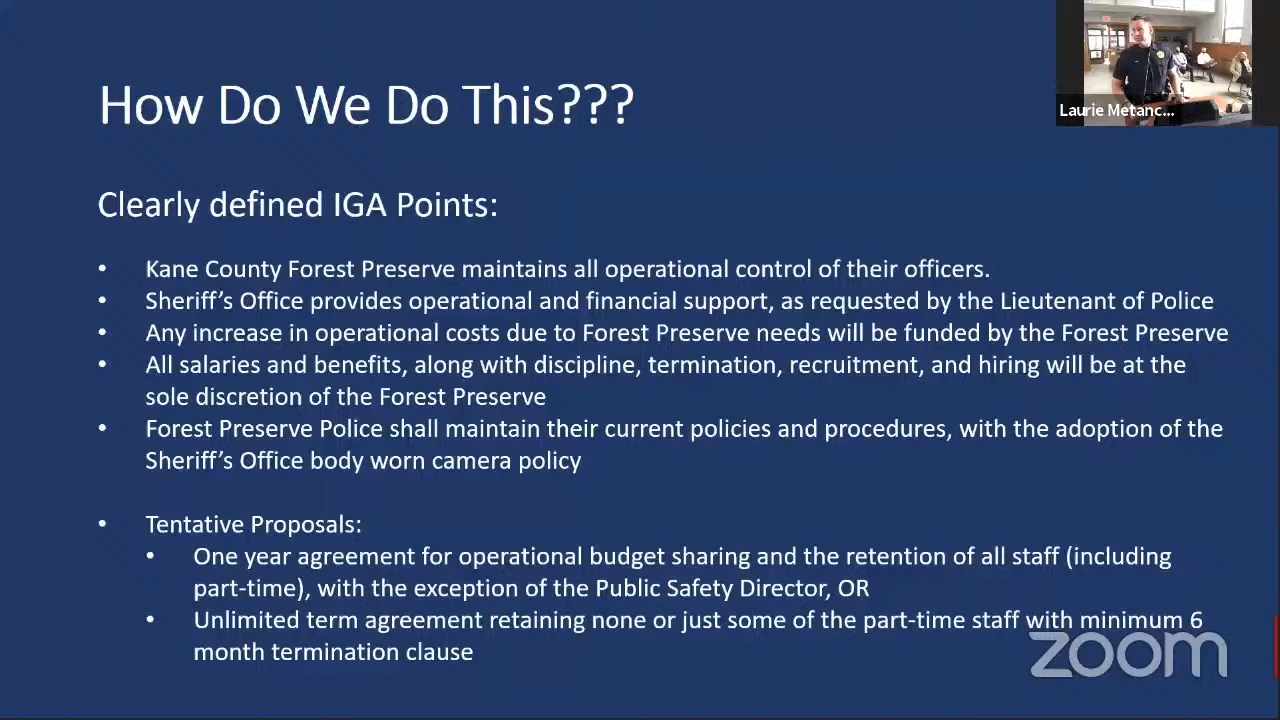 Laurie Metanc...
How Do We Do This???
Clearly defined IGA Points:
• Kane County Forest Preserve maintains all operational control of their officers.
• Sheriff's Office provides operational and financial support, as requested by the Lieutenant of Police
• Any increase in operational costs due to Forest Preserve needs will be funded by the Forest Preserve
• All salaries and benefits, along with discipline, termination, recruitment, and hiring will be at the
sole discretion of the Forest Preserve
• Forest Preserve Police shall maintain their current policies and procedures, with the adoption of the
Sheriff's Office body worn camera policy
• Tentative Proposals:
• One year agreement for operational budget sharing and the retention of all staff (including
part-time), with the exception of the Public Safety Director, OR
• Unlimited term agreement retaining none or just some of the part-time staff with minimum 6
month termination clause
zoom